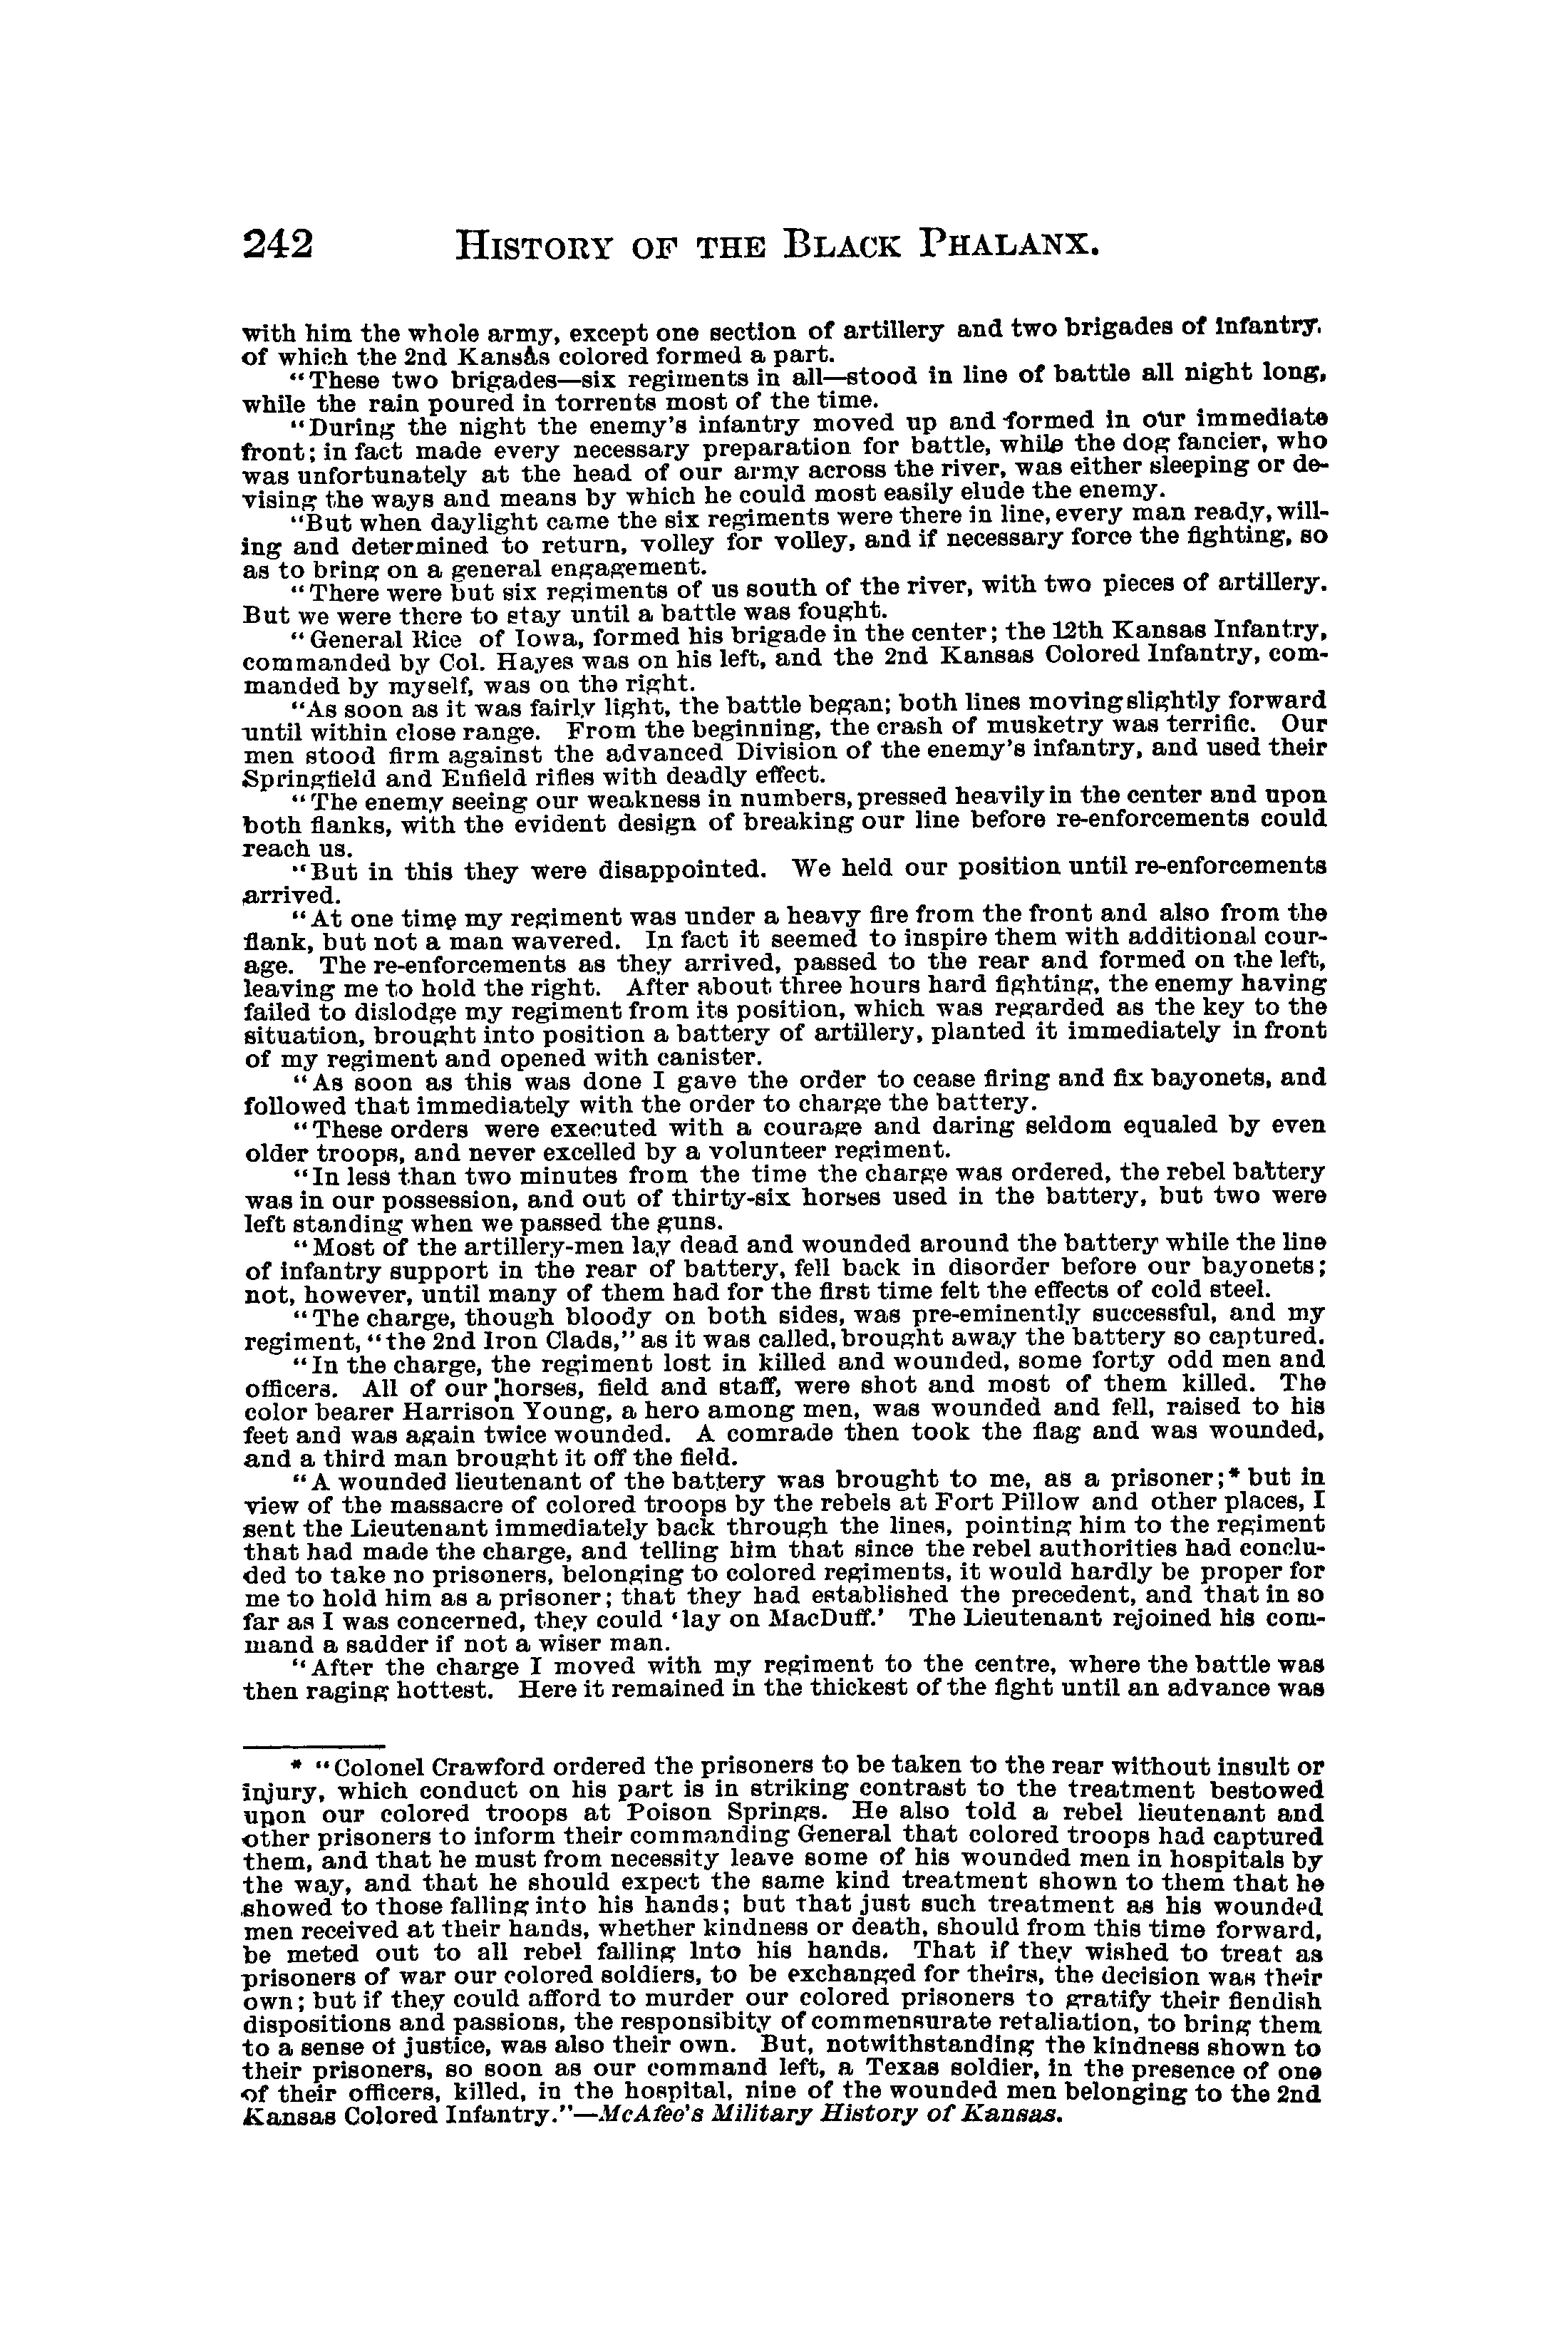 242 HISTORY OF THE BLACK PHALANX.
with him the whole army, except one section of artillery and two brigades of infantry,
of which the 2nd Kansas colored formed a part.
"These two brigades—six regiments in all—stood in line of battle all night long,
while the rain poured in torrents most of the time.
"During the night the enemy's infantry moved up and formed in our immediate
front; in fact made every necessary preparation for battle, while the dog fancier, who
was unfortunately at the head of our army across the river, was either sleeping or de-
vising the ways and means by which he could most easily elude the enemy.
"But when daylight came the six regiments were there in line, every man ready, will-
ing and determined to return, volley for volley, and if necessary force the fighting, so
as to bring on a general engagement.
"There were but six regiments of us south of the river, with two pieces of artillery.
But we were there to stay until a battle was fought.
"General Rice of Iowa, formed his brigade in the center; the 12th Kansas Infantry,
commanded by Col. Hayes was on his left, and the 2nd Kansas Colored Infantry, com-
manded by myself, was on the right.
"As soon as it was fairly light, the battle began; both lines moving slightly forward
until within close range. From the beginning, the crash of musketry was terrific. Our
men stood firm against the advanced Division of the enemy's infantry, and used their
Springfield and Enfield rifles with deadly effect.
"The enemy seeing our weakness in numbers, pressed heavily in the center and upon
both flanks, with the evident design of breaking our line before re-enforcements could
reach us.
"But in this they were disappointed. We held our position until re-enforcements
arrived.
"At one time my regiment was under a heavy fire from the front and also from the
flank, but not a man wavered. In fact it seemed to inspire them with additional cour-
age. The re-enforcements as they arrived, passed to the rear and formed on the left,
leaving me to hold the right. After about three hours hard fighting, the enemy having
failed to dislodge my regiment from its position, which was regarded as the key to the
situation, brought into position a battery of artillery, planted it immediately in front
of my regiment and opened with canister.
"As soon as this was done I gave the order to cease firing and fix bayonets, and
followed that immediately with the order to charge the battery.
"These orders were executed with a courage and daring seldom equaled by even
older troops, and never excelled by a volunteer regiment.
"In less than two minutes from the time the charge was ordered, the rebel battery
was in our possession, and out of thirty-six horses used in the battery, but two were
left standing when we passed the guns.
"Most of the artillery-men lay dead and wounded around the battery while the line
of infantry support in the rear of battery, fell back in disorder before our bayonets;
not, however, until many of them had for the first time felt the effects of cold steel.
"The charge, though bloody on both sides, was pre-eminently successful, and my
regiment, "the 2nd Iron Clads," as it was called, brought away the battery so captured.
"In the charge, the regiment lost in killed and wounded, some forty odd men and
officers. All of our horses, field and staff, were shot and most of them killed. The
color bearer Harrison Young, a hero among men, was wounded and fell, raised to his
feet and was again twice wounded. A comrade then took the flag and was wounded,
and a third man brought it off the field.
"A wounded lieutenant of the battery was brought to me, as a prisoner;* but in
view of the massacre of colored troops by the rebels at Fort Pillow and other places, I
sent the Lieutenant immediately back through the lines, pointing him to the regiment
that had made the charge, and telling him that since the rebel authorities had conclu-
ded to take no prisoners, belonging to colored regiments, it would hardly be proper for
me to hold him as a prisoner; that they had established the precedent, and that in so
far as I was concerned, they could 'lay on MacDuff.' The Lieutenant rejoined his com-
mand a sadder if not a wiser man.
"After the charge I moved with my regiment to the centre, where the battle was
then raging hottest. Here it remained in the thickest of the fight until an advance was
* "Colonel Crawford ordered the prisoners to be taken to the rear without insult or
injury, which conduct on his part is in striking contrast to the treatment bestowed
upon our colored troops at Poison Springs. He also told a rebel lieutenant and
other prisoners to inform their commanding General that colored troops had captured
them, and that he must from necessity leave some of his wounded men in hospitals by
the way, and that he should expect the same kind treatment shown to them that he
showed to those falling into his hands; but that just such treatment as his wounded
men received at their hands, whether kindness or death, should from this time forward,
be meted out to all rebel falling into his hands. That if they wished to treat as
prisoners of war our colored soldiers, to be exchanged for theirs, the decision was their
own; but if they could afford to murder our colored prisoners to gratify their fiendish
dispositions and passions, the responsibity of commensurate retaliation, to bring them
to a sense of justice, was also their own. But, notwithstanding the kindness shown to
their prisoners, so soon as our command left, a Texas soldier, in the presence of one
of their officers, killed, in the hospital, nine of the wounded men belonging to the 2nd
Kansas Colored Infantry."—McAfee's Military History of Kansas.